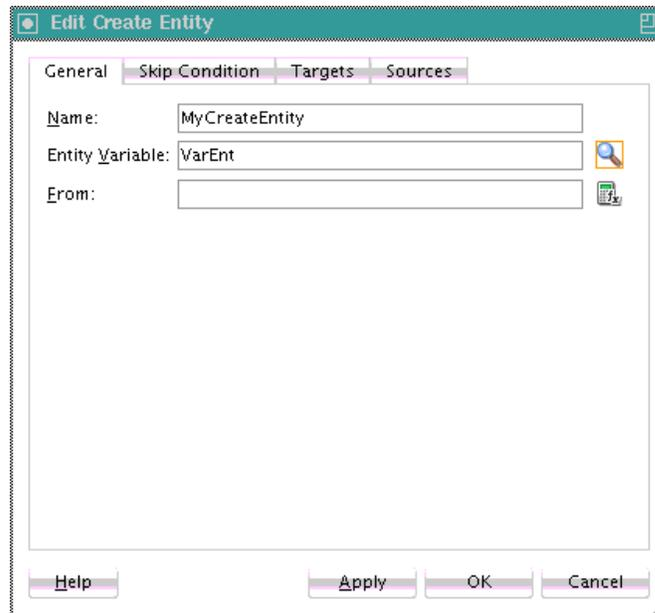 Edit Create Entity
General Skip Condition Targets Sources
Name: MyCreateEntity
Entity Variable: VarEnt
From:
Help Apply OK Cancel